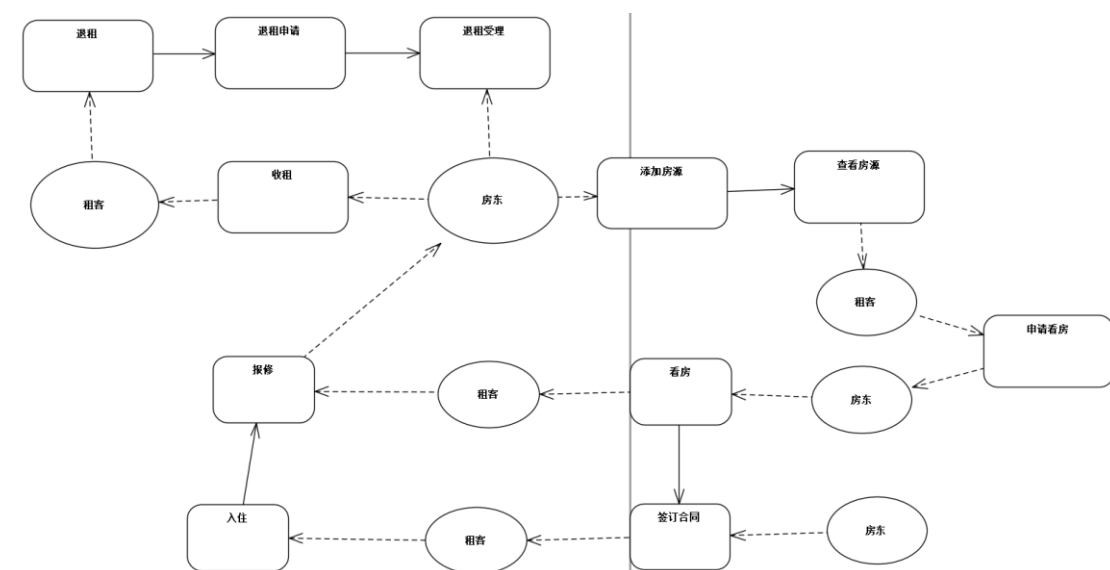 退租
退租申请
退租受理
租客
收租
房东
添加房源
查看房源
租客
申请看房
报修
租客
看房
房东
入住
租客
签订合同
房东